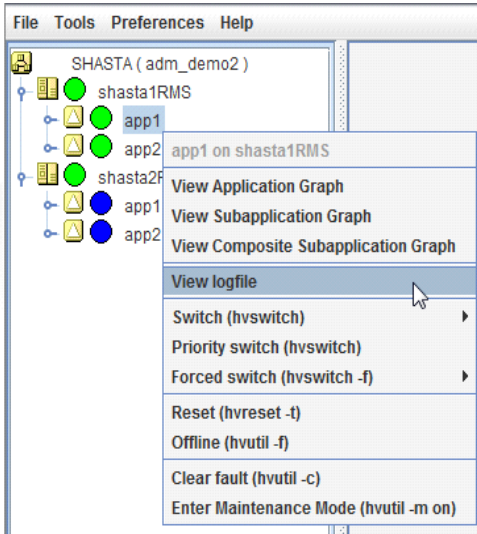 File Tools Preferences Help
SHASTA ( adm_demo2 )
shasta1RMS
app1
app2
shasta2
app1
app2
app1 on shasta1RMS
View Application Graph
View Subapplication Graph
View Composite Subapplication Graph
View logfile
Switch (hvswitch)
Priority switch (hvswitch)
Forced switch (hvswitch -f)
Reset (hvreset -t)
Offline (hvutil -f)
Clear fault (hvutil -c)
Enter Maintenance Mode (hvutil -m on)